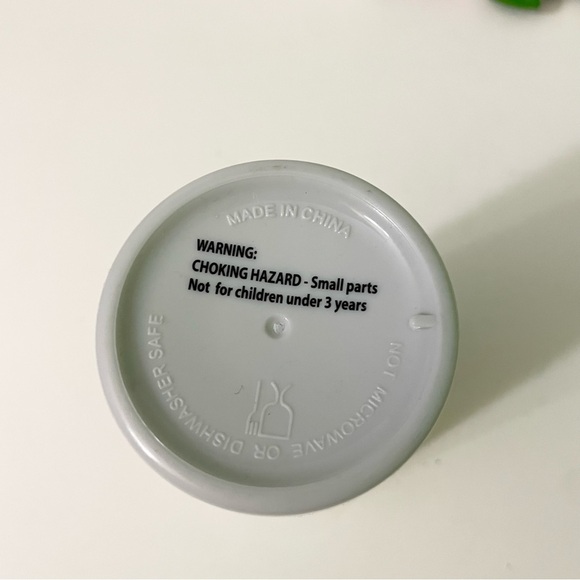 MADE IN CHINA
WARNING:
CHOKING HAZARD - Small parts
Not for children under 3 years
NOT MICROWAVE OR DISHWASHER SAFE